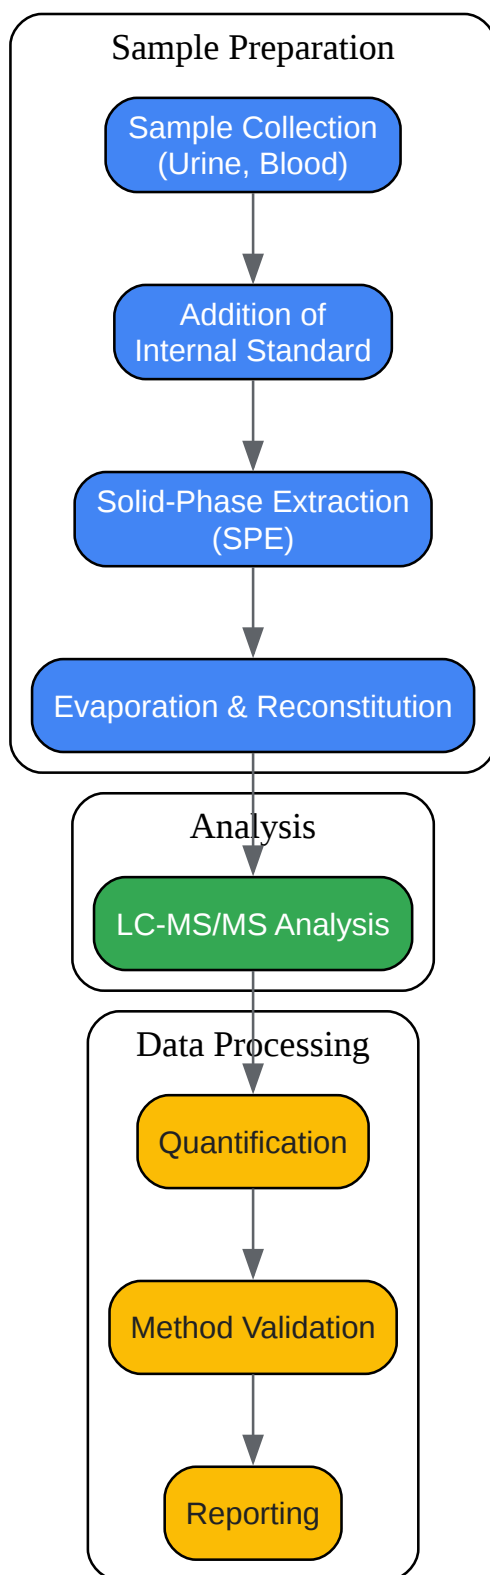 Sample Preparation
Sample Collection
(Urine, Blood)
Addition of
Internal Standard
Solid-Phase Extraction
(SPE)
Evaporation & Reconstitution
Analysis
LC-MS/MS Analysis
Data Processing
Quantification
Method Validation
Reporting